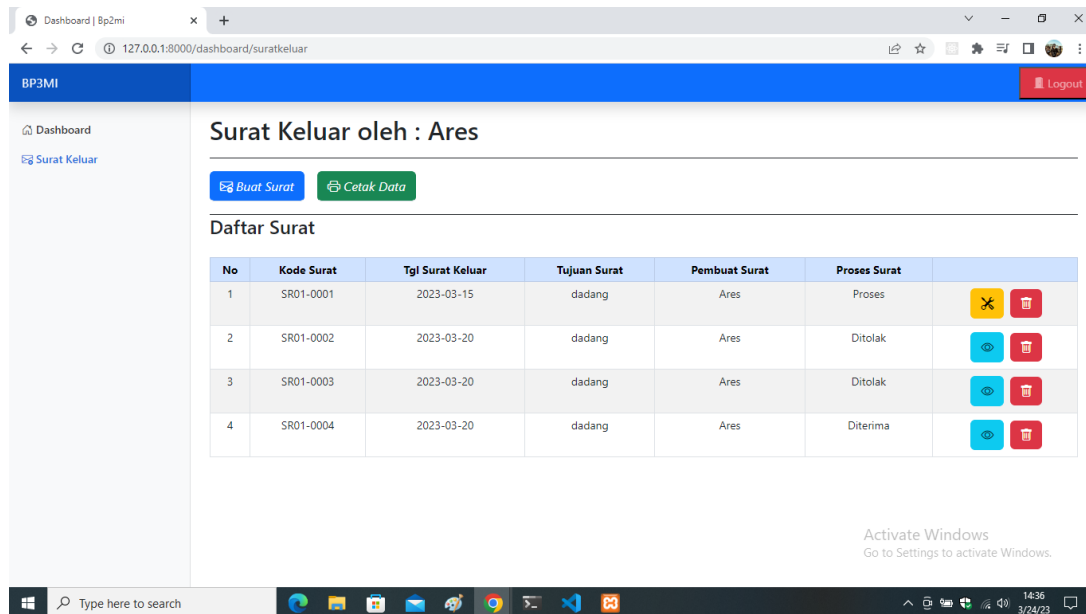 Dashboard | Bp2mi
127.0.0.1:8000/dashboard/suratkeluar
BP3MI
Logout
Dashboard
Surat Keluar
Surat Keluar oleh : Ares
Buat Surat Cetak Data
Daftar Surat
No Kode Surat Tgl Surat Keluar Tujuan Surat Pembuat Surat Proses Surat
1 SR01-0001 2023-03-15 dadang Ares Proses
2 SR01-0002 2023-03-20 dadang Ares Ditolak
3 SR01-0003 2023-03-20 dadang Ares Ditolak
4 SR01-0004 2023-03-20 dadang Ares Diterima
Activate Windows
Go to Settings to activate Windows.
Type here to search
14:36
3/24/23